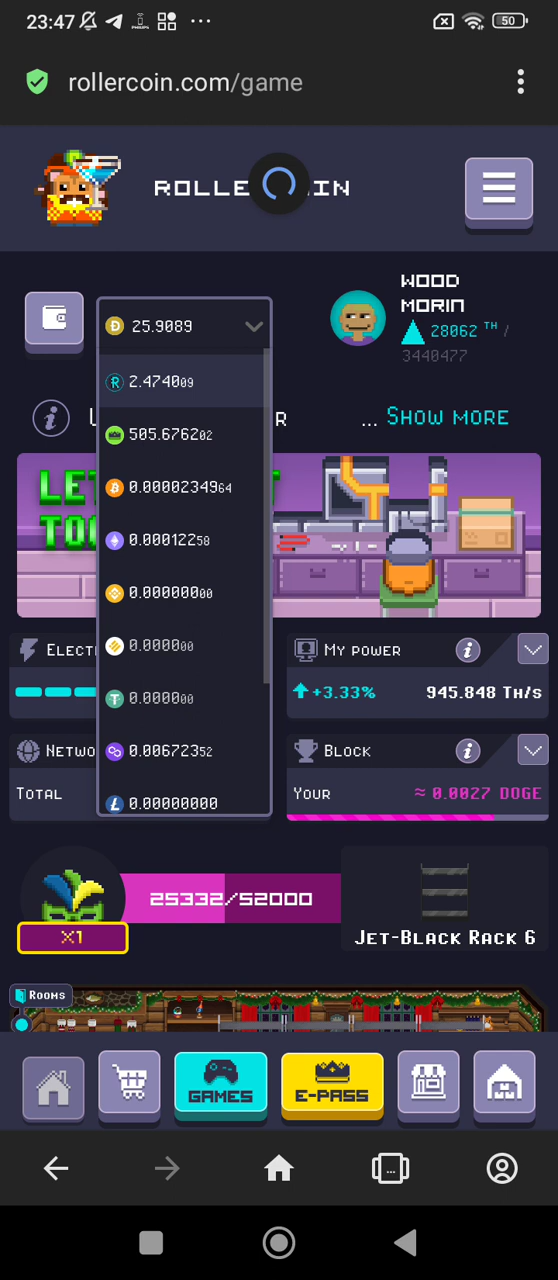 23:47
50
rollercoin.com/game
ROLLE IN
WOOD
MORIN
28062 TH /
3440477
25.9089
2.474009
505.676202
0.0000234964
0.00012258
0.00000000
0.000000
0.000000
0.00672352
0.00000000
R
... SHOW MORE
LET
TO
ELECT
MY POWER
+3.33%
945.848 TH/S
NETWO
BLOCK
TOTAL
YOUR
≈ 0.0027 DOGE
25332/52000
X1
JET-BLACK RACK 6
ROOMS
GAMES
E-PASS